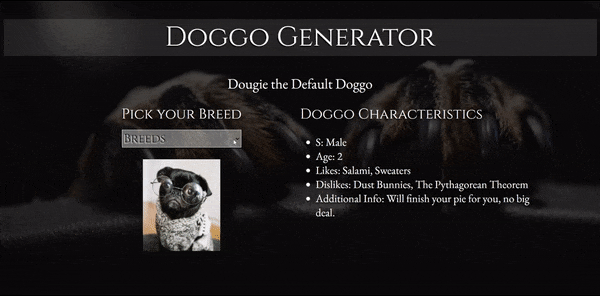 Doggo Generator
Dougie the Default Doggo
Pick your Breed
Breeds
Doggo Characteristics
S: Male
Age: 2
Likes: Salami, Sweaters
Dislikes: Dust Bunnies, The Pythagorean Theorem
Additional Info: Will finish your pie for you, no big
deal.